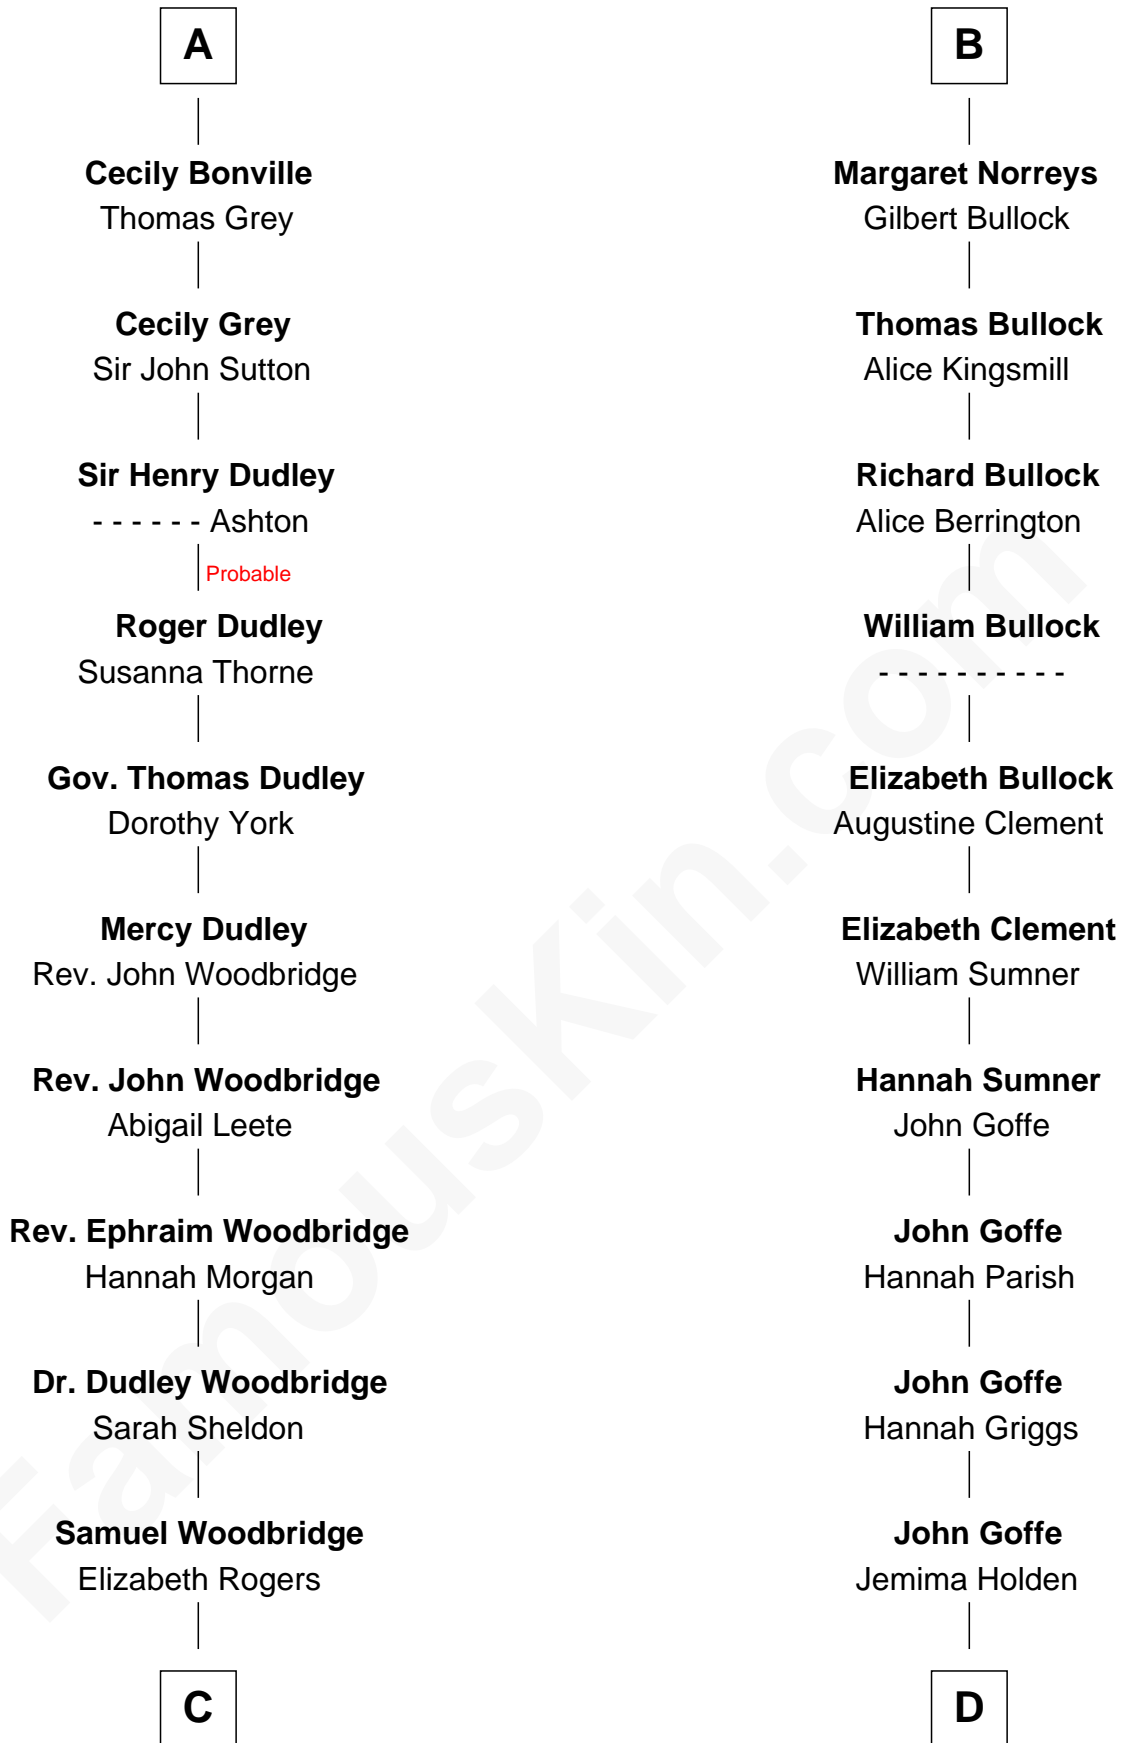 A
Cecily Bonville
Thomas Grey
Cecily Grey
Sir John Sutton
Sir Henry Dudley
- - - - - - Ashton
Probable
Roger Dudley
Susanna Thorne
Gov. Thomas Dudley
Dorothy York
Mercy Dudley
Rev. John Woodbridge
Rev. John Woodbridge
Abigail Leete
Rev. Ephraim Woodbridge
Hannah Morgan
Dr. Dudley Woodbridge
Sarah Sheldon
Samuel Woodbridge
Elizabeth Rogers
C
B
Margaret Norreys
Gilbert Bullock
Thomas Bullock
Alice Kingsmill
Richard Bullock
Alice Berrington
William Bullock
- - - - - - - - - -
Elizabeth Bullock
Augustine Clement
Elizabeth Clement
William Sumner
Hannah Sumner
John Goffe
John Goffe
Hannah Parish
John Goffe
Hannah Griggs
John Goffe
Jemima Holden
D
FamousKin.com